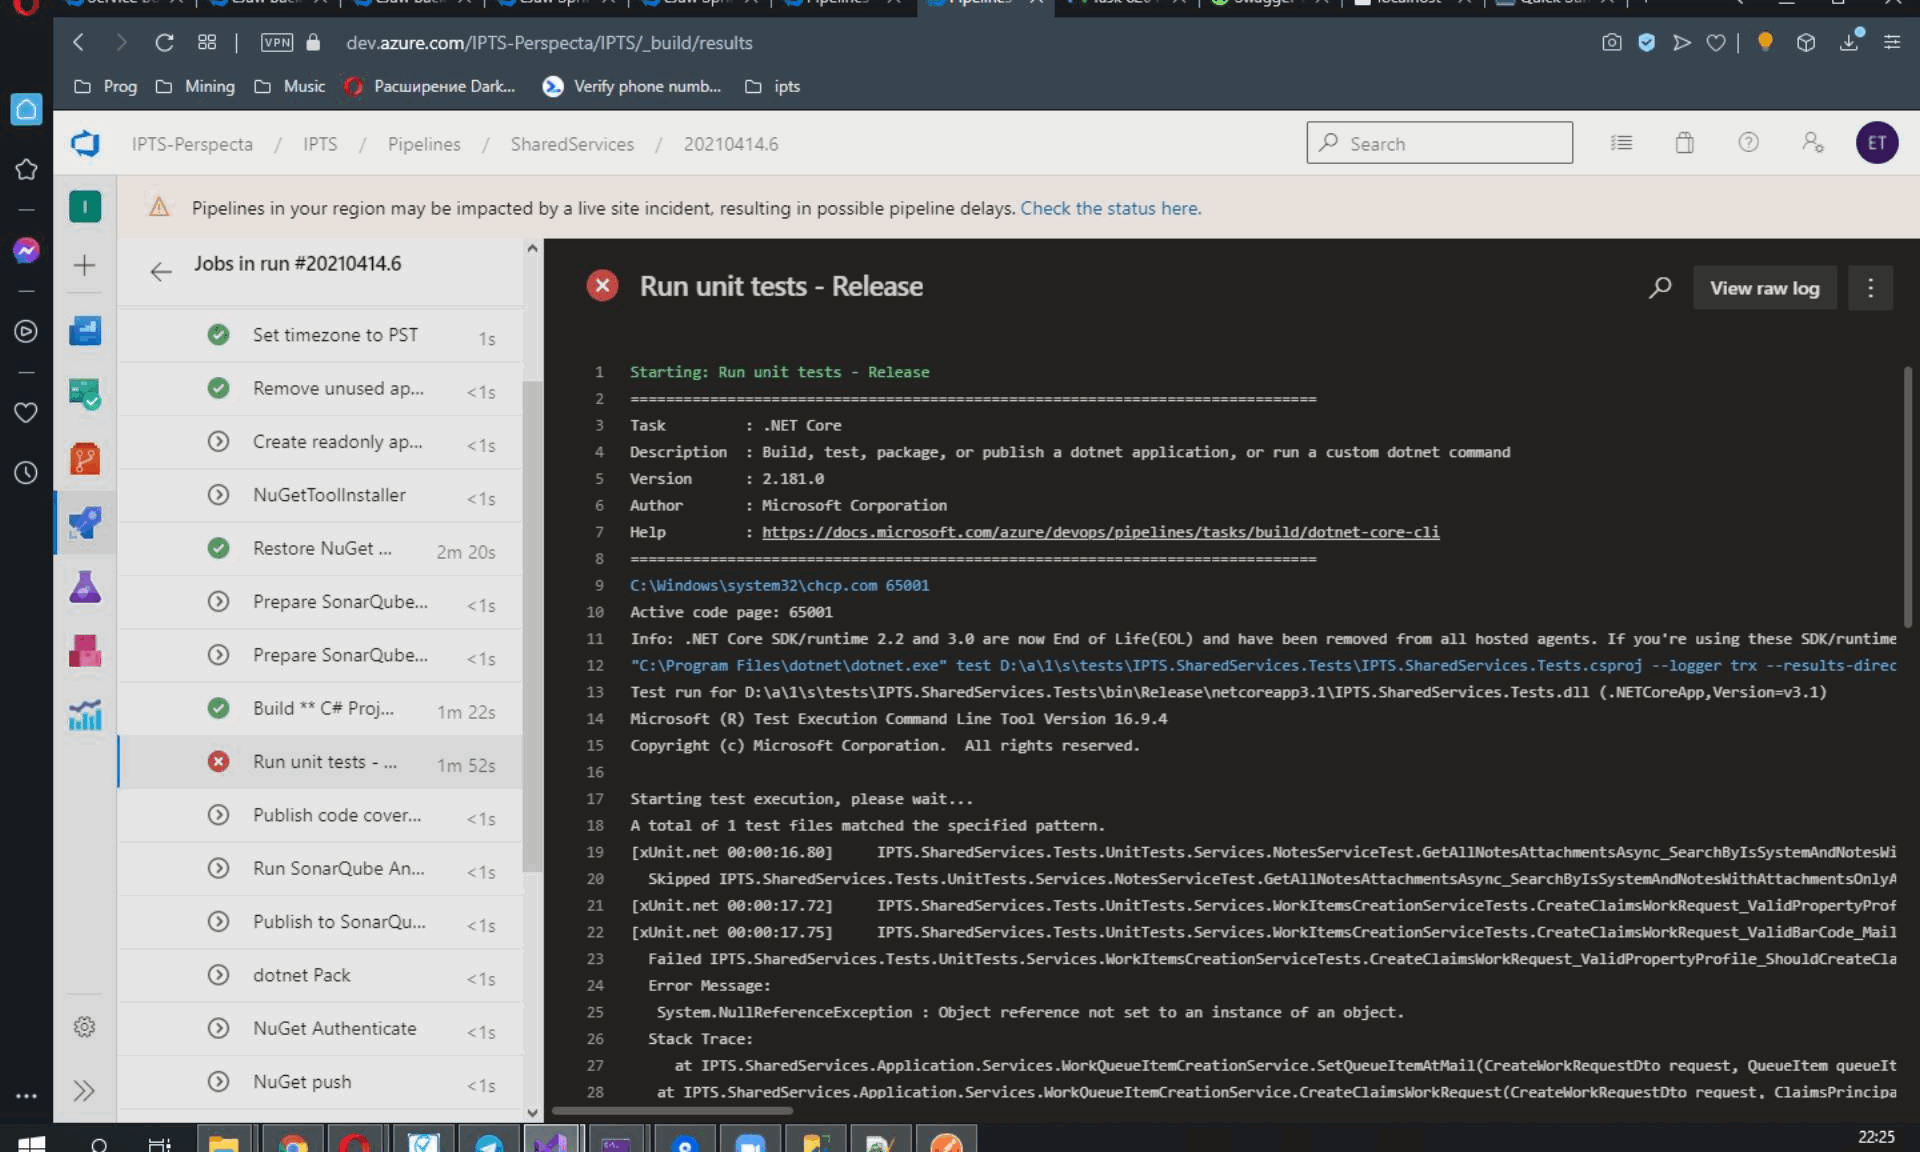 Pipelines
VPN
dev.azure.com/IPTS-Perspecta/IPTS/_build/results
Prog
Mining
Music
Расширение Dark...
Verify phone numb...
ipts
IPTS-Perspecta / IPTS / Pipelines / SharedServices / 20210414.6
Search
ET
I
Pipelines in your region may be impacted by a live site incident, resulting in possible pipeline delays. Check the status here.
Jobs in run #20210414.6
Set timezone to PST 1s
Remove unused ap... <1s
Create readonly ap... <1s
NuGetToolInstaller <1s
Restore NuGet ... 2m 20s
Prepare SonarQube... <1s
Prepare SonarQube... <1s
Build ** C# Proj... 1m 22s
Run unit tests - ... 1m 52s
Publish code cover... <1s
Run SonarQube An... <1s
Publish to SonarQu... <1s
dotnet Pack <1s
NuGet Authenticate <1s
NuGet push <1s
Run unit tests - Release
View raw log
1 Starting: Run unit tests - Release
2 ==============================================================================
3 Task         : .NET Core
4 Description  : Build, test, package, or publish a dotnet application, or run a custom dotnet command
5 Version      : 2.181.0
6 Author       : Microsoft Corporation
7 Help         : https://docs.microsoft.com/azure/devops/pipelines/tasks/build/dotnet-core-cli
8 ==============================================================================
9 C:\Windows\system32\chcp.com 65001
10 Active code page: 65001
11 Info: .NET Core SDK/runtime 2.2 and 3.0 are now End of Life(EOL) and have been removed from all hosted agents. If you're using these SDK/runtime
12 "C:\Program Files\dotnet\dotnet.exe" test D:\a\1\s\tests\IPTS.SharedServices.Tests\IPTS.SharedServices.Tests.csproj --logger trx --results-direc
13 Test run for D:\a\1\s\tests\IPTS.SharedServices.Tests\bin\Release\netcoreapp3.1\IPTS.SharedServices.Tests.dll (.NETCoreApp,Version=v3.1)
14 Microsoft (R) Test Execution Command Line Tool Version 16.9.4
15 Copyright (c) Microsoft Corporation.  All rights reserved.
16
17 Starting test execution, please wait...
18 A total of 1 test files matched the specified pattern.
19 [xUnit.net 00:00:16.80]     IPTS.SharedServices.Tests.UnitTests.Services.NotesServiceTest.GetAllNotesAttachmentsAsync_SearchByIsSystemAndNotesWi
20   Skipped IPTS.SharedServices.Tests.UnitTests.Services.NotesServiceTest.GetAllNotesAttachmentsAsync_SearchByIsSystemAndNotesWithAttachmentsOnlyA
21 [xUnit.net 00:00:17.72]     IPTS.SharedServices.Tests.UnitTests.Services.WorkItemsCreationServiceTests.CreateClaimsWorkRequest_ValidPropertyProf
22 [xUnit.net 00:00:17.75]     IPTS.SharedServices.Tests.UnitTests.Services.WorkItemsCreationServiceTests.CreateClaimsWorkRequest_ValidBarCode_Mail
23   Failed IPTS.SharedServices.Tests.UnitTests.Services.WorkItemsCreationServiceTests.CreateClaimsWorkRequest_ValidPropertyProfile_ShouldCreateCla
24   Error Message:
25    System.NullReferenceException : Object reference not set to an instance of an object.
26   Stack Trace:
27      at IPTS.SharedServices.Application.Services.WorkQueueItemCreationService.SetQueueItemAtMail(CreateWorkRequestDto request, QueueItem queueIt
28    at IPTS.SharedServices.Application.Services.WorkQueueItemCreationService.CreateClaimsWorkRequest(CreateWorkRequestDto request, ClaimsPrincipa
22:25